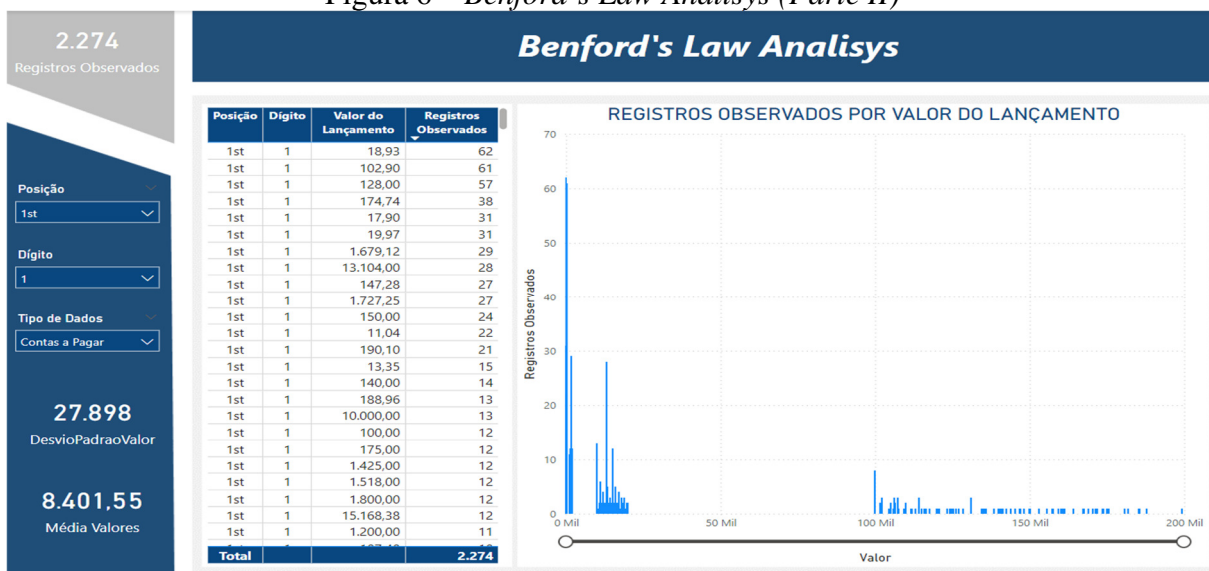 Figura 6 – Benford's Law Analisys (Parte II)
2.274
Registros Observados
Benford's Law Analisys
Posição
1st
Dígito
1
Tipo de Dados
Contas a Pagar
27.898
DesvioPadraoValor
8.401,55
Média Valores
Posição Dígito Valor do Lançamento Registros Observados
1st 1 18,93 62
1st 1 102,90 61
1st 1 128,00 57
1st 1 174,74 38
1st 1 17,90 31
1st 1 19,97 31
1st 1 1.679,12 29
1st 1 13.104,00 28
1st 1 147,28 27
1st 1 1.727,25 27
1st 1 150,00 24
1st 1 11,04 22
1st 1 190,10 21
1st 1 13,35 15
1st 1 140,00 14
1st 1 188,96 13
1st 1 10.000,00 13
1st 1 100,00 12
1st 1 175,00 12
1st 1 1.425,00 12
1st 1 1.518,00 12
1st 1 1.800,00 12
1st 1 15.168,38 12
1st 1 1.200,00 11
Total 2.274
REGISTROS OBSERVADOS POR VALOR DO LANÇAMENTO
Registros Observados
70
60
50
40
30
20
10
0
0 Mil 50 Mil 100 Mil 150 Mil 200 Mil
Valor